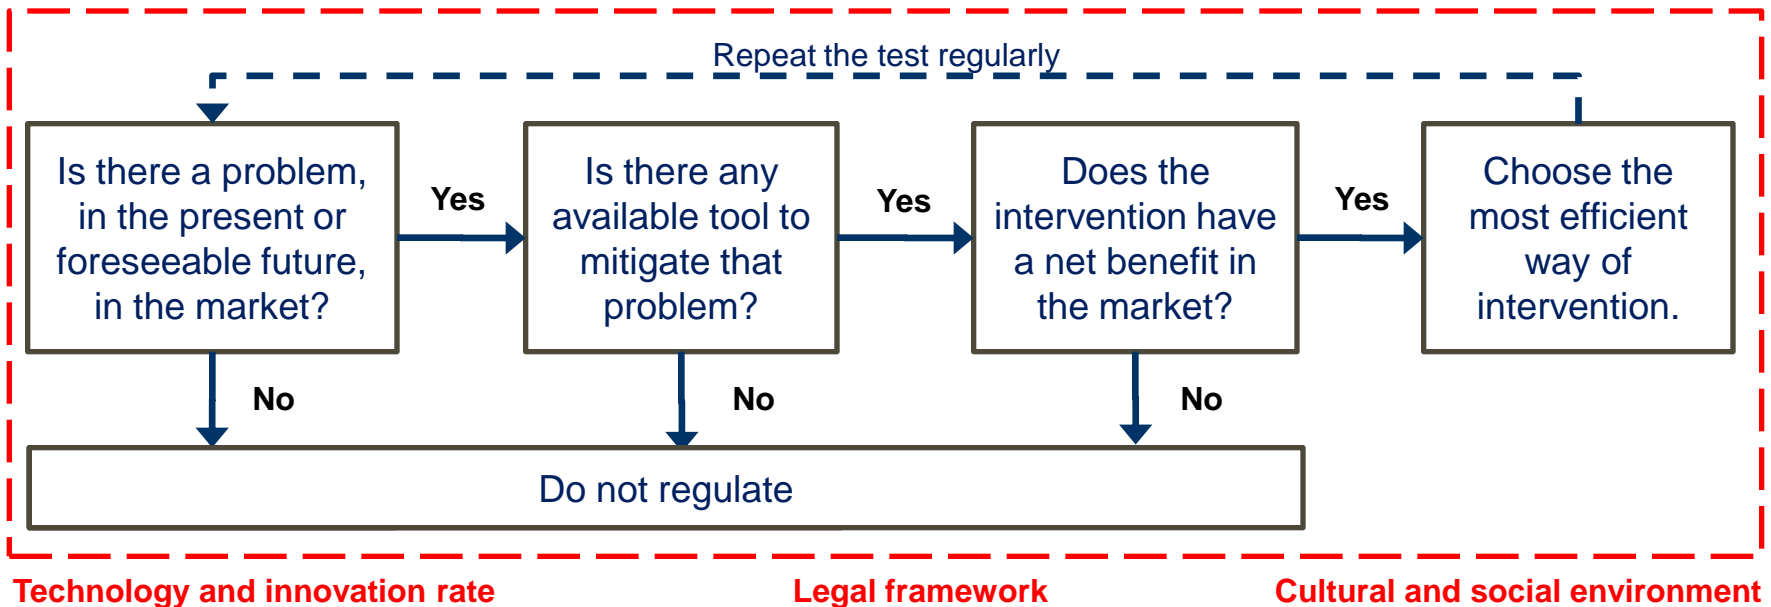 Repeat the test regularly
Is there a problem,
in the present or
foreseeable future,
in the market?
Yes
Is there any
available tool to
mitigate that
problem?
Yes
Does the
intervention have
a net benefit in
the market?
Yes
Choose the
most efficient
way of
intervention.
No
No
No
Do not regulate
Technology and innovation rate
Legal framework
Cultural and social environment